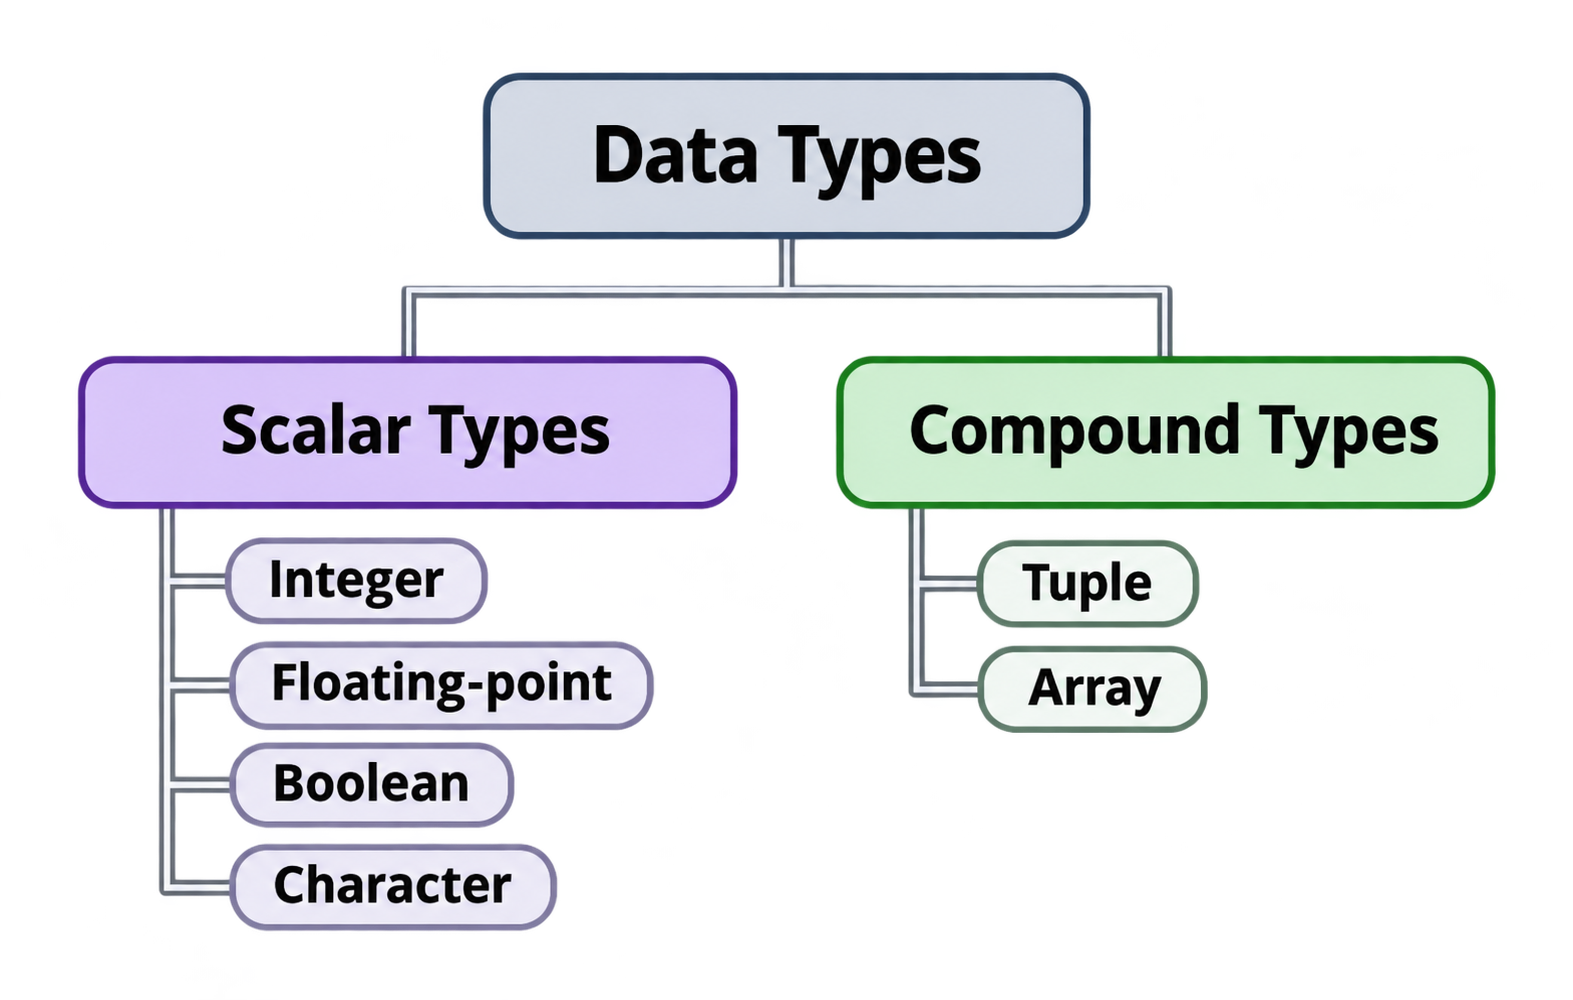 Data Types
Scalar Types
Integer
Floating-point
Boolean
Character
Compound Types
Tuple
Array